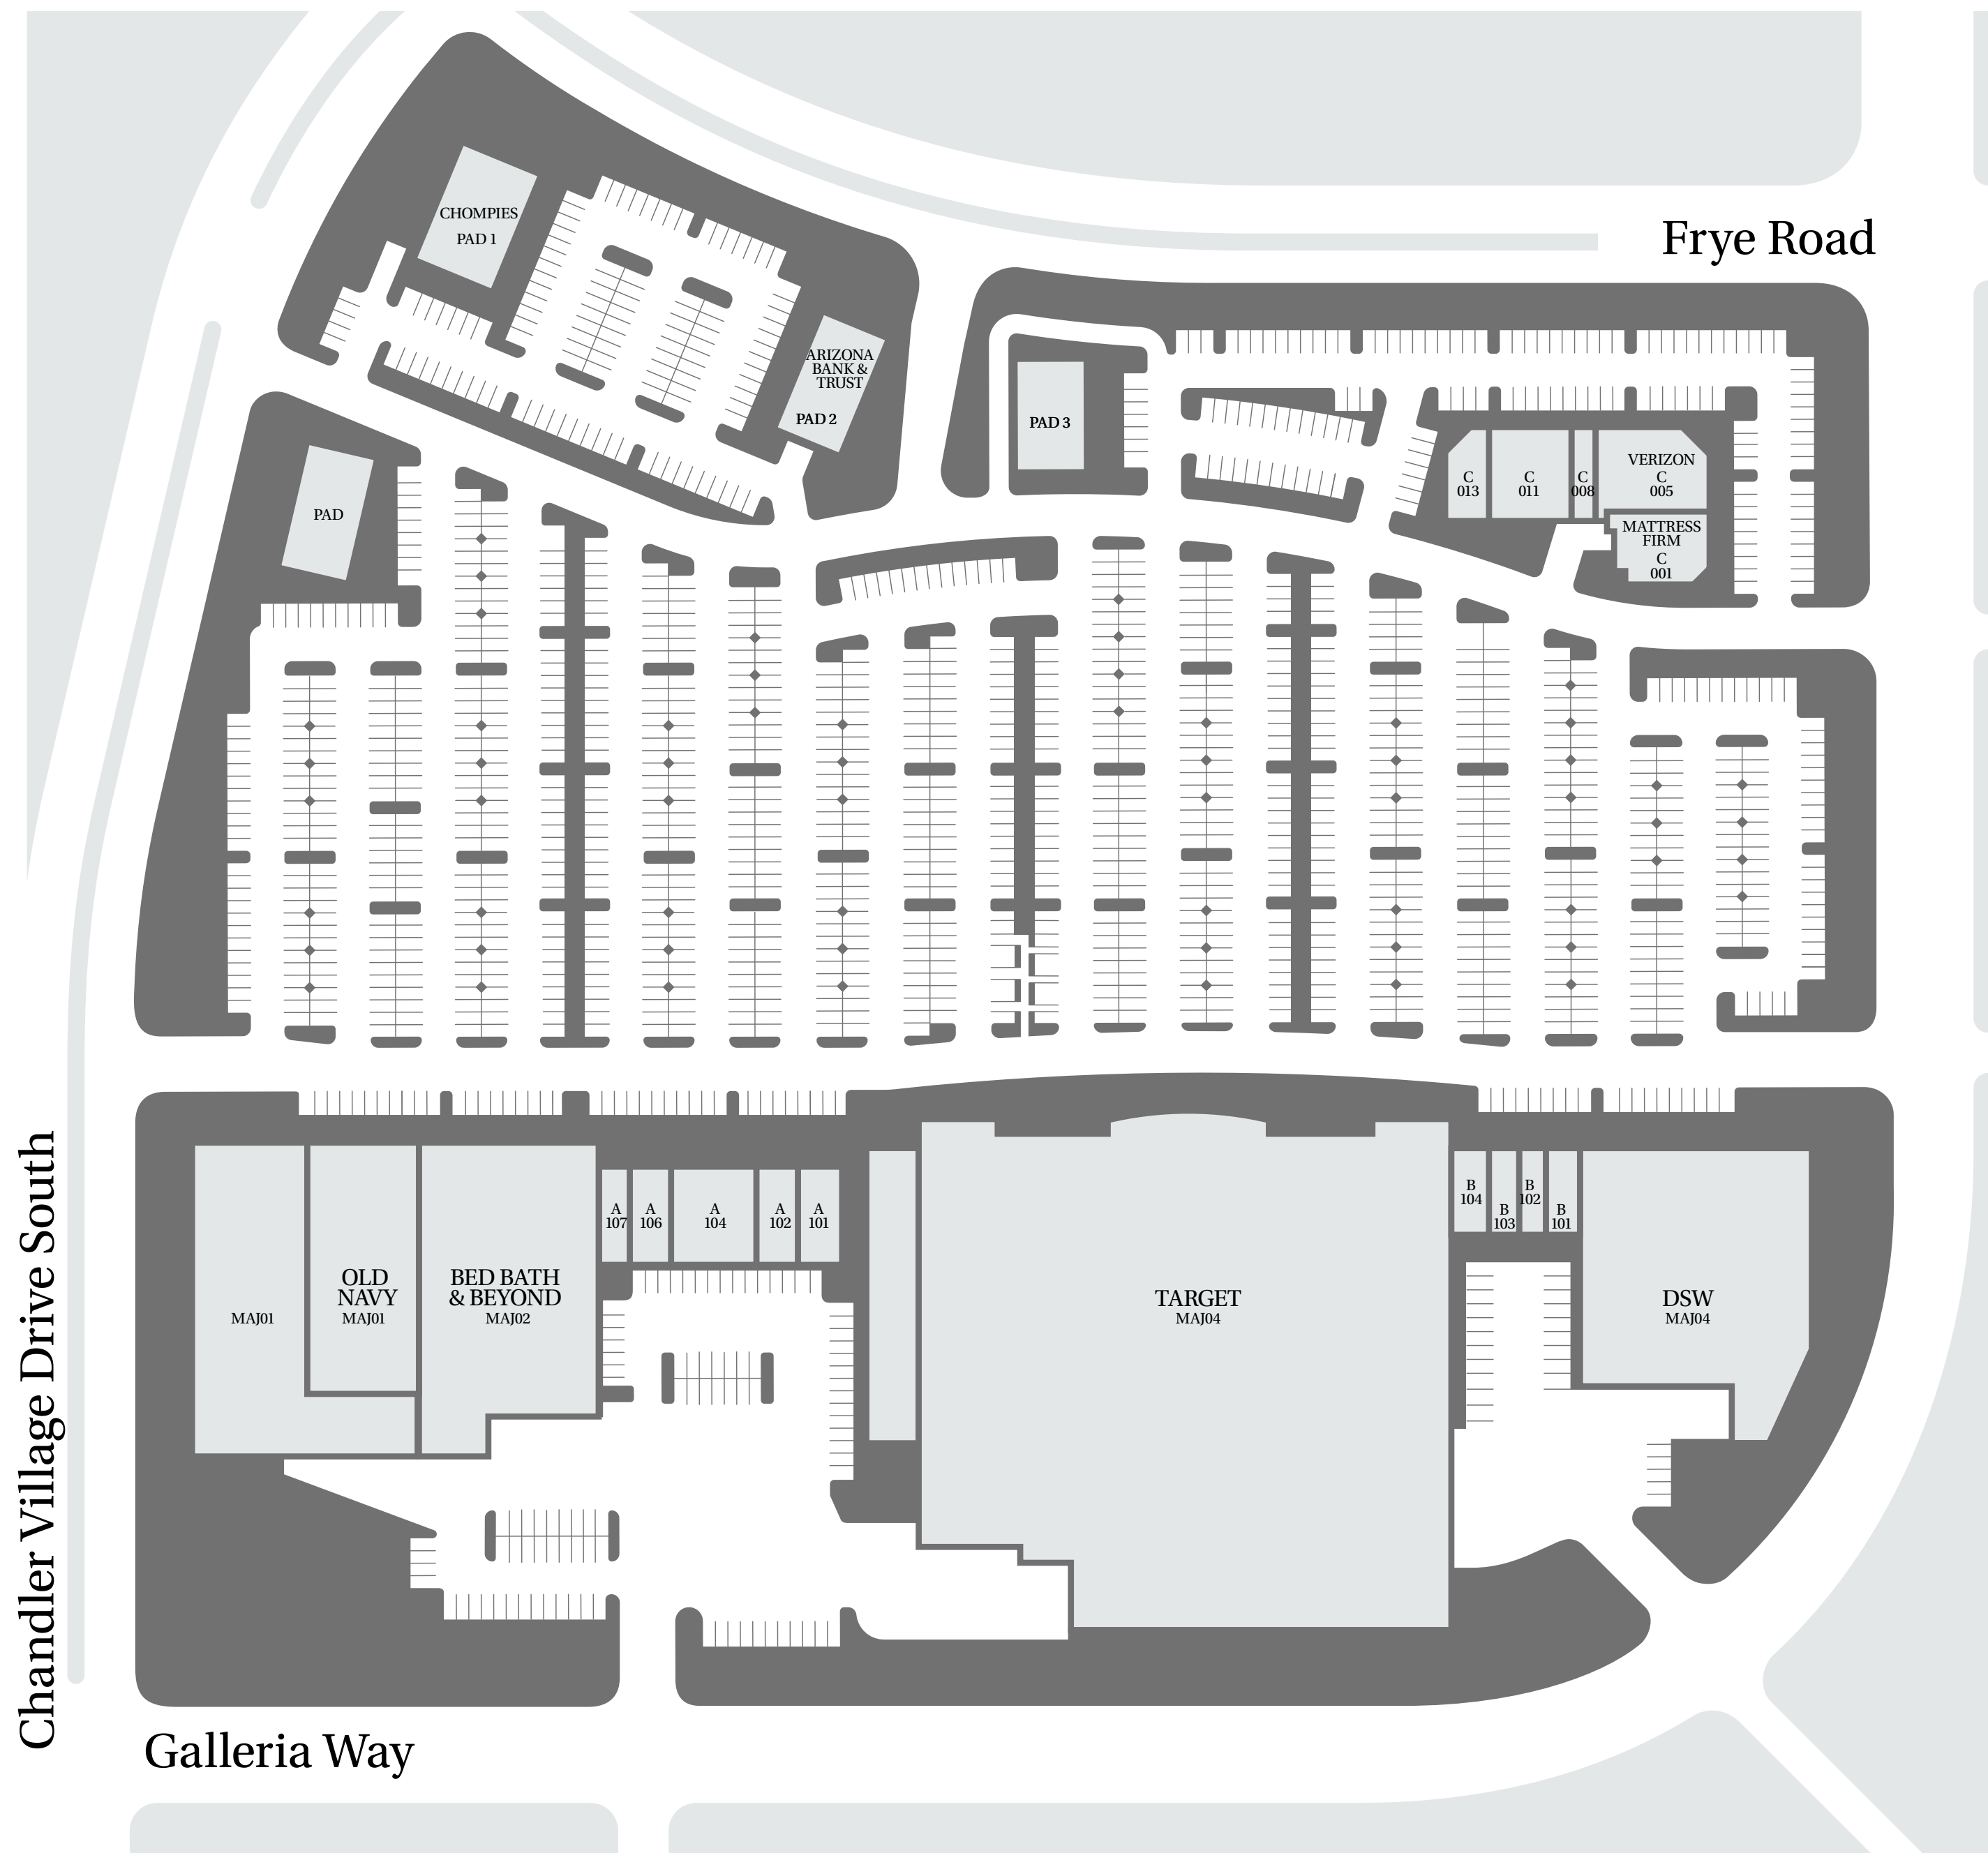 CHOMPIES
PAD 1
Frye Road
ARIZONA
BANK &
TRUST
PAD 2
PAD 3
PAD
C
013
C
011
C
008
VERIZON
C
005
MATTRESS
FIRM
C
001
A
107
A
106
A
104
A
102
A
101
B
104
B
103
B
102
B
101
MAJ01
OLD
NAVY
MAJ01
BED BATH
& BEYOND
MAJ02
TARGET
MAJ04
DSW
MAJ04
Chandler Village Drive South
Galleria Way